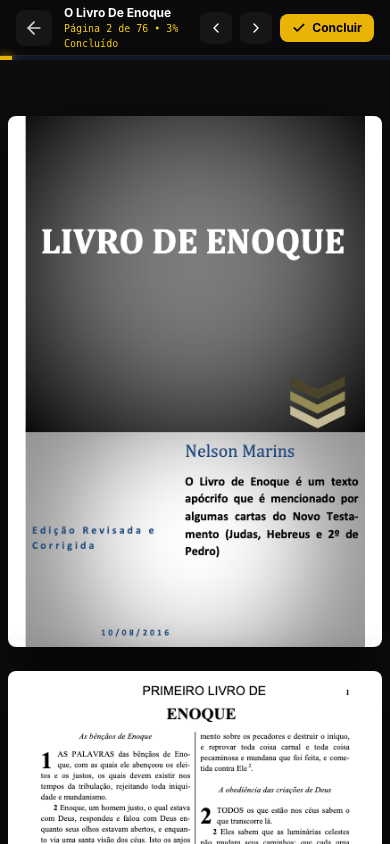 O Livro De Enoque
Página 2 de 76 • 3%
Concluído
Concluir
LIVRO DE ENOQUE
Nelson Marins
O Livro de Enoque é um texto
apócrifo que é mencionado por
algumas cartas do Novo Testa-
mento (Judas, Hebreus e 2º de
Pedro)
Edição Revisada e
Corrigida
10/08/2016
PRIMEIRO LIVRO DE
1
ENOQUE
As bênçãos de Enoque
1 AS PALAVRAS das bênçãos de Eno-
que, com as quais ele abençoou os elei-
tos e os justos, os quais devem existir nos
tempos da tribulação, rejeitando toda iniqui-
dade e mundanismo.
2 Enoque, um homem justo, o qual estava
com Deus, respondeu e falou com Deus en-
quanto seus olhos estavam abertos, e enquan-
to via uma santa visão dos céus. Isto os anjos
mento sobre os pecadores e destruir o iníquo,
e reprovar toda coisa carnal e toda coisa
pecaminosa e mundana que foi feita, e come-
tida contra Ele².
A obediência das criações de Deus
2 TODOS os que estão nos céus sabem o
que transcorre lá.
2 Eles sabem que as luminárias celestes
não mudam seus caminhos; que cada uma